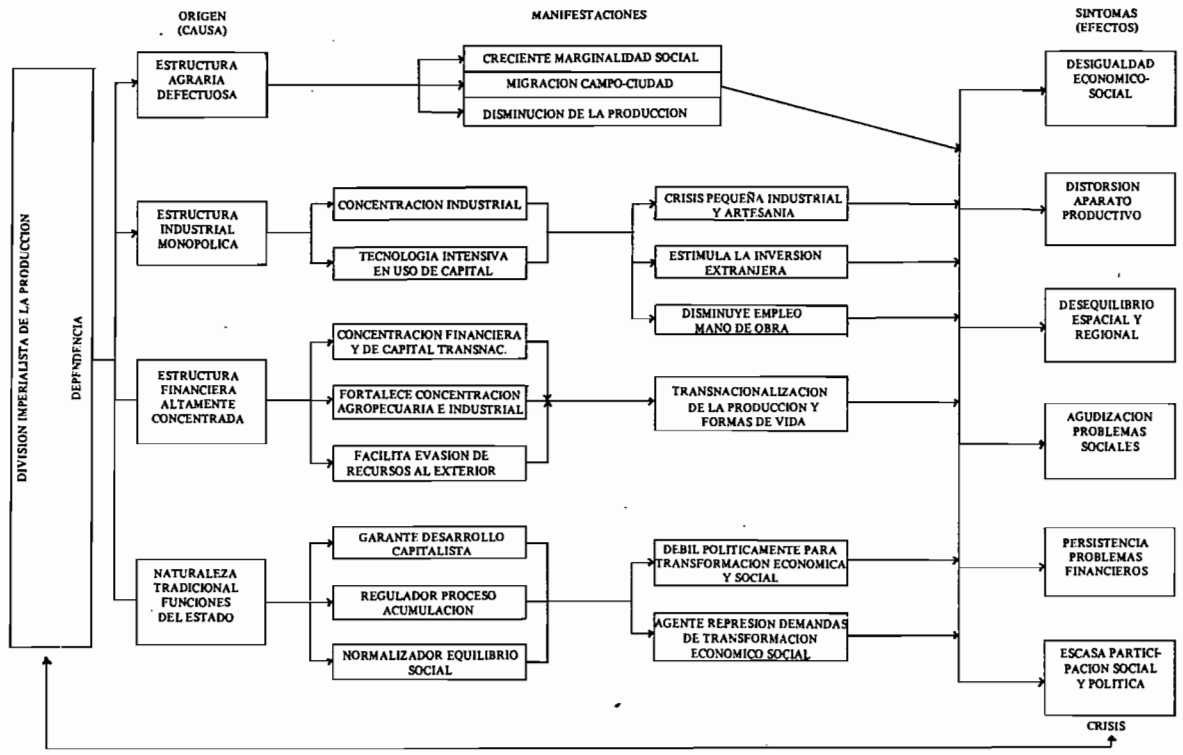 ORIGEN
(CAUSA)
MANIFESTACIONES
SINTOMAS
(EFECTOS)
DIVISION IMPERIALISTA DE LA PRODUCCION
DEPENDENCIA
ESTRUCTURA
AGRARIA
DEFECTUOSA
CRECIENTE MARGINALIDAD SOCIAL
MIGRACION CAMPO-CIUDAD
DISMINUCION DE LA PRODUCCION
ESTRUCTURA
INDUSTRIAL
MONOPOLICA
CONCENTRACION INDUSTRIAL
TECNOLOGIA INTENSIVA
EN USO DE CAPITAL
CRISIS PEQUEÑA INDUSTRIAL
Y ARTESANIA
ESTIMULA LA INVERSION
EXTRANJERA
DISMINUYE EMPLEO
MANO DE OBRA
ESTRUCTURA
FINANCIERA
ALTAMENTE
CONCENTRADA
CONCENTRACION FINANCIERA
Y DE CAPITAL TRANSNAC.
FORTALECE CONCENTRACION
AGROPECUARIA E INDUSTRIAL
FACILITA EVASION DE
RECURSOS AL EXTERIOR
TRANSNACIONALIZACION
DE LA PRODUCCION Y
FORMAS DE VIDA
NATURALEZA
TRADICIONAL
FUNCIONES
DEL ESTADO
GARANTE DESARROLLO
CAPITALISTA
REGULADOR PROCESO
ACUMULACION
NORMALIZADOR EQUILIBRIO
SOCIAL
DEBIL POLITICAMENTE PARA
TRANSFORMACION ECONOMICA
Y SOCIAL
AGENTE REPRESION DEMANDAS
DE TRANSFORMACION
ECONOMICO SOCIAL
DESIGUALDAD
ECONOMICO-
SOCIAL
DISTORSION
APARATO
PRODUCTIVO
DESEQUILIBRIO
ESPACIAL Y
REGIONAL
AGUDIZACION
PROBLEMAS
SOCIALES
PERSISTENCIA
PROBLEMAS
FINANCIEROS
ESCASA PARTICI-
PACION SOCIAL
Y POLITICA
CRISIS